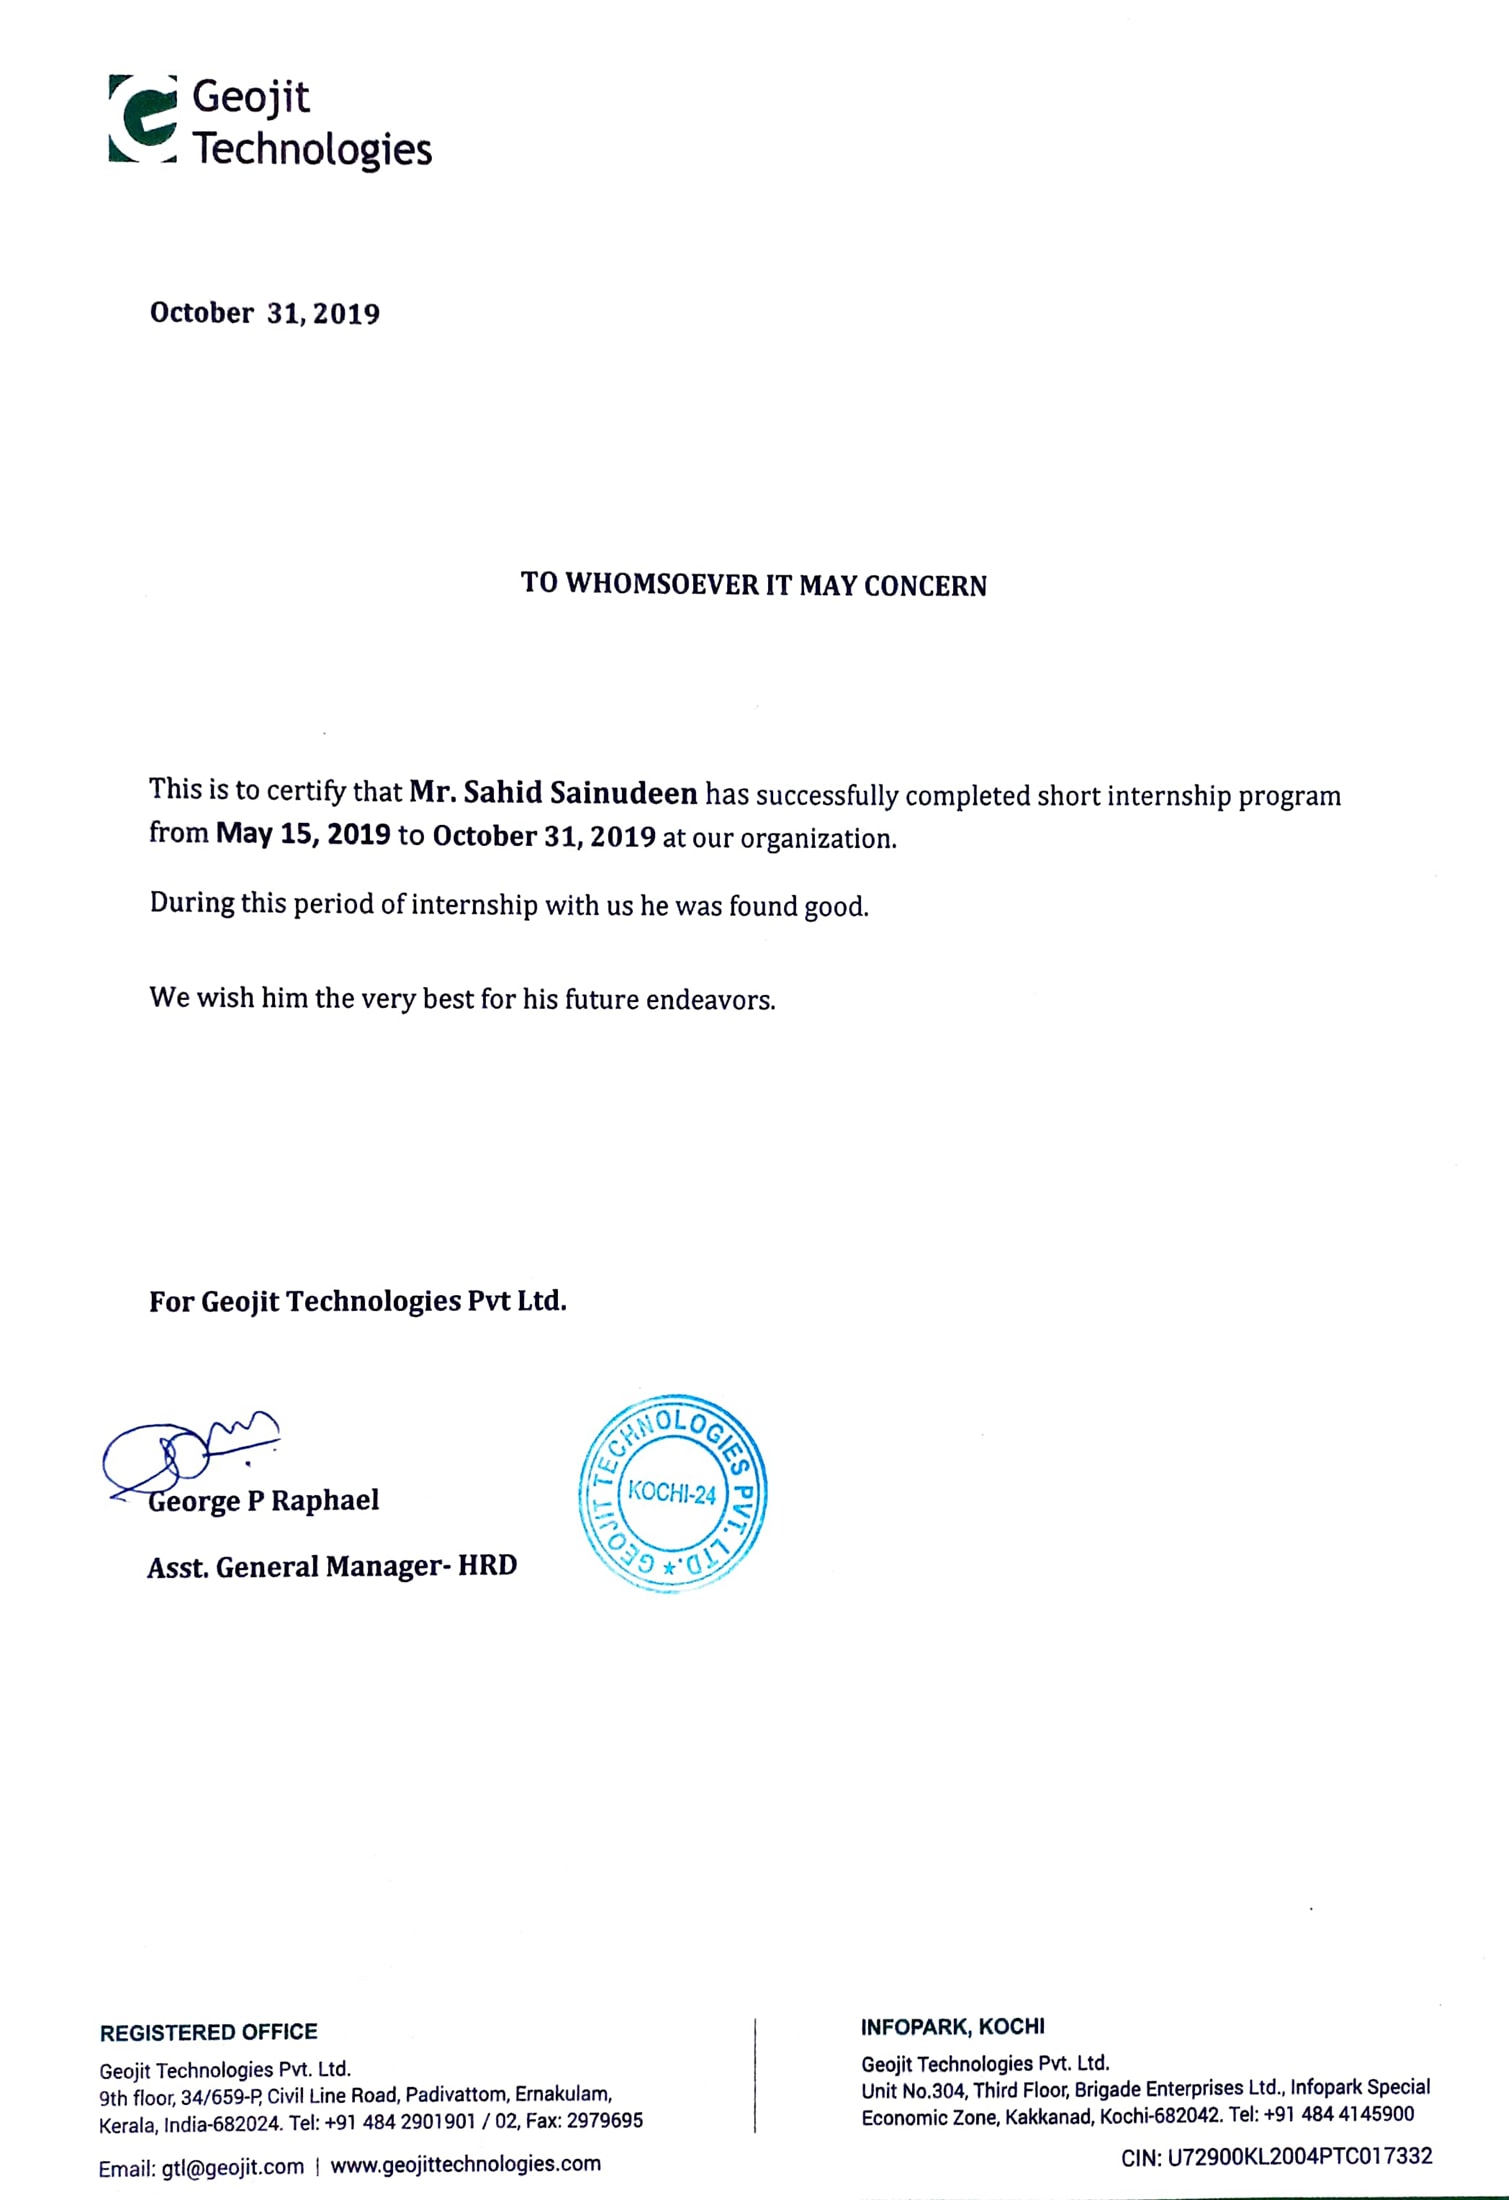 Geojit
Technologies
October 31, 2019
TO WHOMSOEVER IT MAY CONCERN
This is to certify that Mr. Sahid Sainudeen has successfully completed short internship program
from May 15, 2019 to October 31, 2019 at our organization.
During this period of internship with us he was found good.
We wish him the very best for his future endeavors.
For Geojit Technologies Pvt Ltd.
George P Raphael
Asst. General Manager- HRD
GEOJIT TECHNOLOGIES PVT. LTD. *
KOCHI-24
REGISTERED OFFICE
Geojit Technologies Pvt. Ltd.
9th floor, 34/659-P, Civil Line Road, Padivattom, Ernakulam,
Kerala, India-682024. Tel: +91 484 2901901 / 02, Fax: 2979695
Email: gtl@geojit.com | www.geojittechnologies.com
INFOPARK, KOCHI
Geojit Technologies Pvt. Ltd.
Unit No.304, Third Floor, Brigade Enterprises Ltd., Infopark Special
Economic Zone, Kakkanad, Kochi-682042. Tel: +91 484 4145900
CIN: U72900KL2004PTC017332